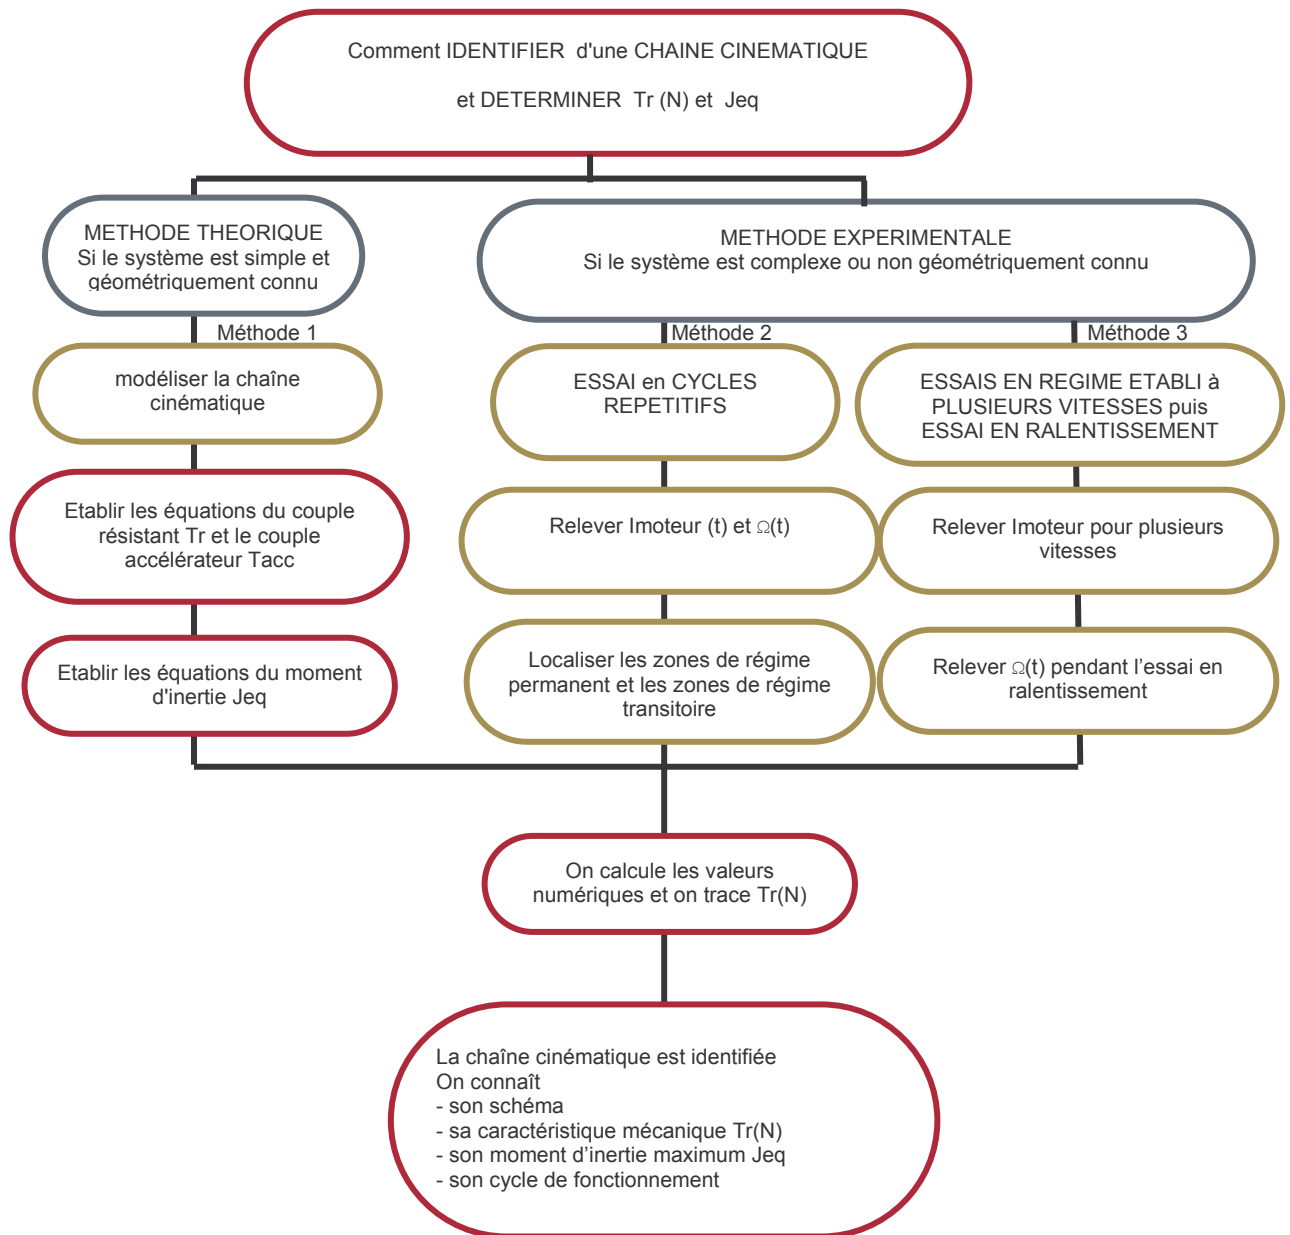 Comment IDENTIFIER d'une CHAINE CINEMATIQUE
et DETERMINER Tr (N) et Jeq
METHODE THEORIQUE
Si le système est simple et
géométriquement connu
METHODE EXPERIMENTALE
Si le système est complexe ou non géométriquement connu
Méthode 1
Méthode 2
Méthode 3
modéliser la chaîne
cinématique
ESSAI en CYCLES
REPETITIFS
ESSAIS EN REGIME ETABLI à
PLUSIEURS VITESSES puis
ESSAI EN RALENTISSEMENT
Etablir les équations du couple
résistant Tr et le couple
accélérateur Tacc
Relever Imoteur (t) et Ω(t)
Relever Imoteur pour plusieurs
vitesses
Etablir les équations du moment
d'inertie Jeq
Localiser les zones de régime
permanent et les zones de régime
transitoire
Relever Ω(t) pendant l’essai en
ralentissement
On calcule les valeurs
numériques et on trace Tr(N)
La chaîne cinématique est identifiée
On connaît
- son schéma
- sa caractéristique mécanique Tr(N)
- son moment d’inertie maximum Jeq
- son cycle de fonctionnement